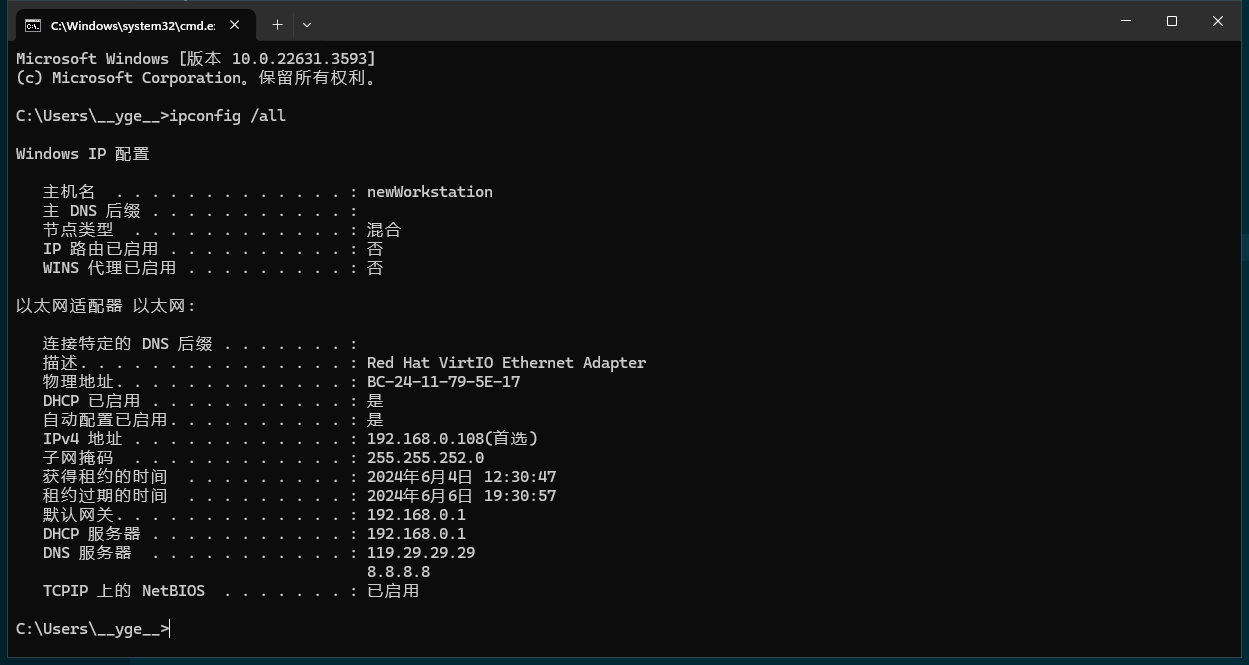 C:\Windows\system32\cmd.e:
Microsoft Windows [版本 10.0.22631.3593]
(c) Microsoft Corporation。保留所有权利。
C:\Users\__yge__>ipconfig /all
Windows IP 配置
主机名  . . . . . . . . . . . . . : newWorkstation
主 DNS 后缀 . . . . . . . . . . . :
节点类型  . . . . . . . . . . . . : 混合
IP 路由已启用 . . . . . . . . . . : 否
WINS 代理已启用 . . . . . . . . . : 否
以太网适配器 以太网:
连接特定的 DNS 后缀 . . . . . . . :
描述. . . . . . . . . . . . . . . : Red Hat VirtIO Ethernet Adapter
物理地址. . . . . . . . . . . . . : BC-24-11-79-5E-17
DHCP 已启用 . . . . . . . . . . . : 是
自动配置已启用. . . . . . . . . . : 是
IPv4 地址 . . . . . . . . . . . . : 192.168.0.108(首选)
子网掩码  . . . . . . . . . . . . : 255.255.252.0
获得租约的时间  . . . . . . . . . : 2024年6月4日 12:30:47
租约过期的时间  . . . . . . . . . : 2024年6月6日 19:30:57
默认网关. . . . . . . . . . . . . : 192.168.0.1
DHCP 服务器 . . . . . . . . . . . : 192.168.0.1
DNS 服务器  . . . . . . . . . . . : 119.29.29.29
8.8.8.8
TCPIP 上的 NetBIOS  . . . . . . . : 已启用
C:\Users\__yge__>